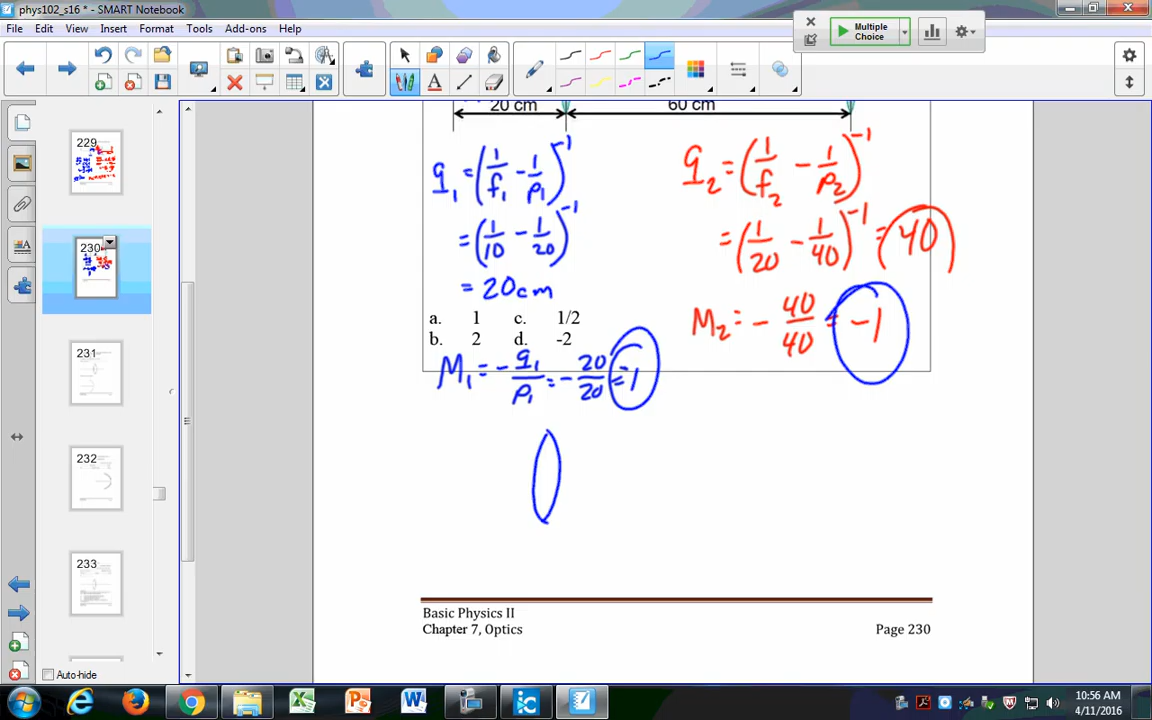 phys102_s16 * - SMART Notebook
File Edit View Insert Format Tools Add-ons Help
Multiple
Choice
229
230
231
232
233
Auto-hide
20 cm 60 cm
q₁ = (1/f₁ - 1/p₁)⁻¹
= (1/10 - 1/20)⁻¹
= 20cm
a. 1 c. 1/2
b. 2 d. -2
M₁ = - q₁/p₁ = - 20/20 = -1
q₂ = (1/f₂ - 1/p₂)⁻¹
= (1/20 - 1/40)⁻¹ = 40
M₂ = - 40/40 = -1
Basic Physics II
Chapter 7, Optics Page 230
10:56 AM
4/11/2016